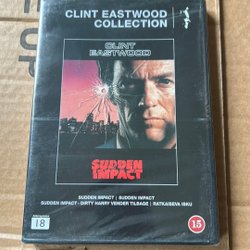 CLINT EASTWOOD
COLLECTION
CLINT
EASTWOOD
SUDDEN
IMPACT
SUDDEN IMPACT | SUDDEN IMPACT
SUDDEN IMPACT - DIRTY HARRY VENDER TILBAGE | RATKAISEVA ISKU
18
15